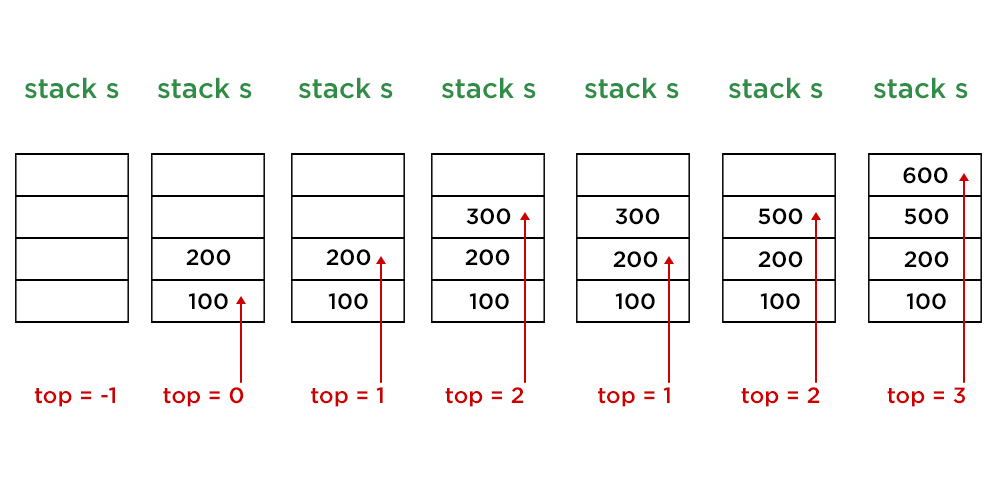 stack s stack s stack s stack s stack s stack s stack s
600
300 300 500 500
200 200 200 200 200 200
100 100 100 100 100 100
top = -1 top = 0 top = 1 top = 2 top = 1 top = 2 top = 3